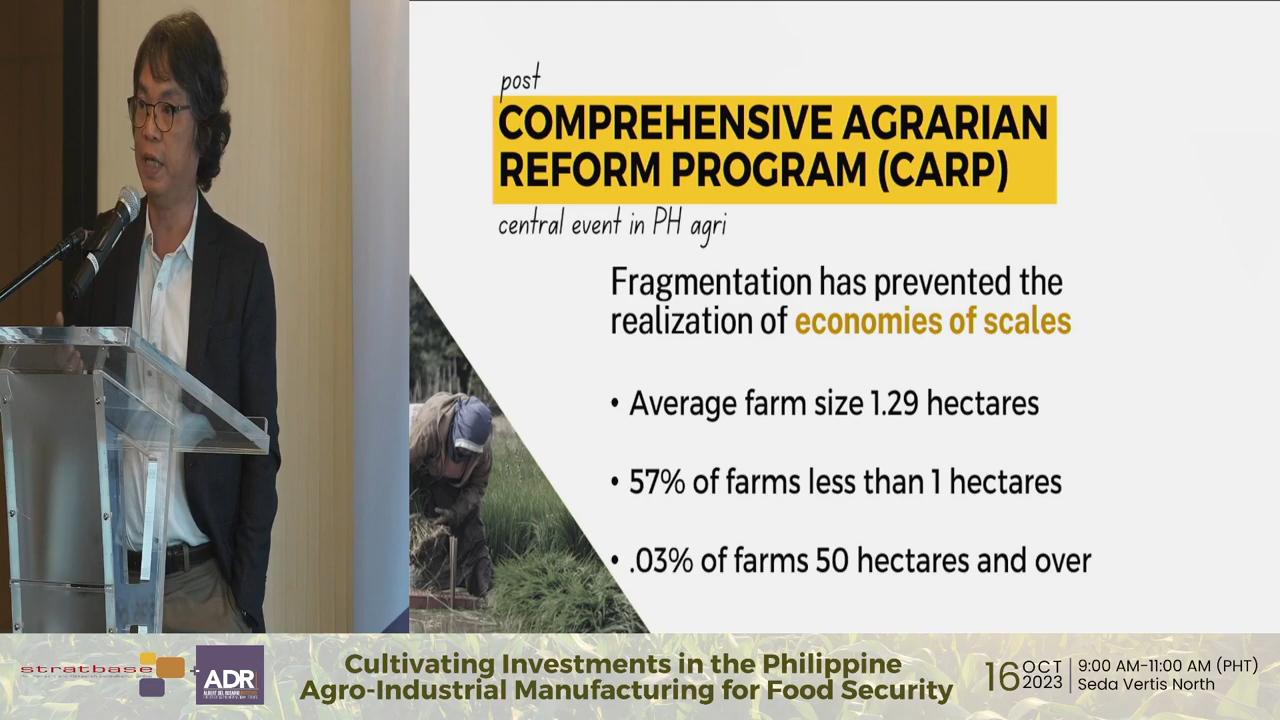 post
COMPREHENSIVE AGRARIAN
REFORM PROGRAM (CARP)
central event in PH agri
Fragmentation has prevented the
realization of economies of scales
• Average farm size 1.29 hectares
• 57% of farms less than 1 hectares
• .03% of farms 50 hectares and over
stratbase
+
ADR
Cultivating Investments in the Philippine
Agro-Industrial Manufacturing for Food Security
16 OCT 2023
9:00 AM-11:00 AM (PHT)
Seda Vertis North